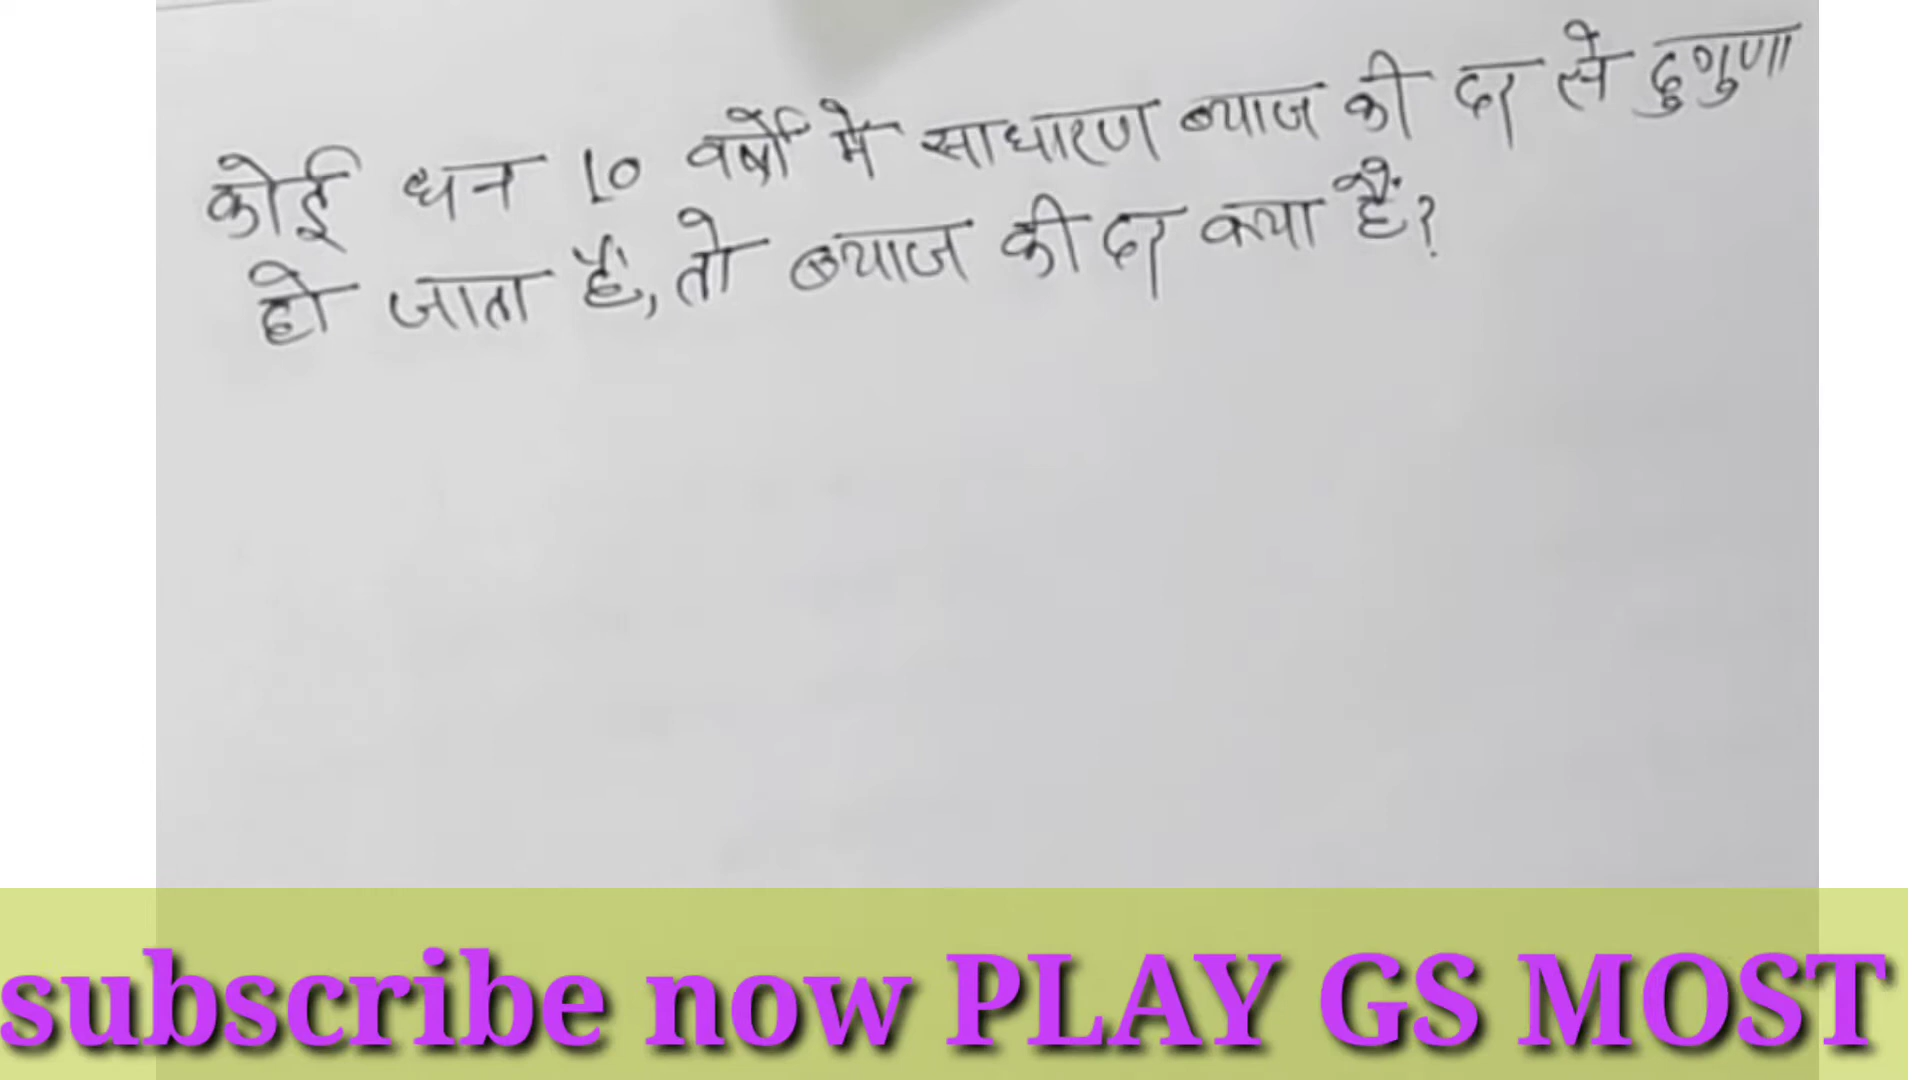 कोई धन 10 वर्षों में साधारण ब्याज की दर से दुगुणा
हो जाता हैं, तो ब्याज की दर क्या हैं?
subscribe now PLAY GS MOST